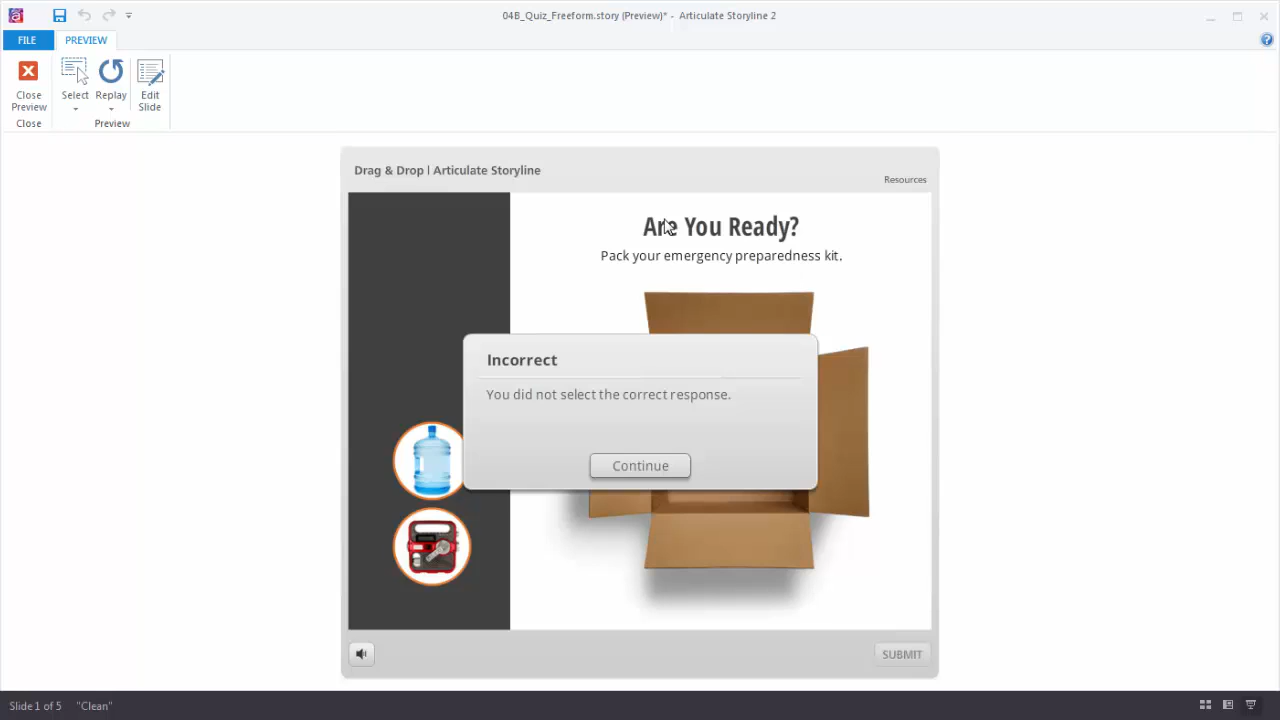 04B_Quiz_Freeform.story (Preview)* - Articulate Storyline 2
FILE
PREVIEW
Close Preview
Select
Replay
Edit Slide
Close
Preview
Drag & Drop | Articulate Storyline
Resources
Are You Ready?
Pack your emergency preparedness kit.
Incorrect
You did not select the correct response.
Continue
SUBMIT
Slide 1 of 5 "Clean"